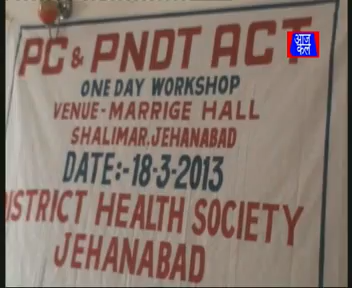 PC & PNDT ACT
आज
कल
ONE DAY WORKSHOP
VENUE-MARRIGE HALL
SHALIMAR,JEHANABAD
DATE:-18-3-2013
ISTRICT HEALTH SOCIETY
JEHANABAD